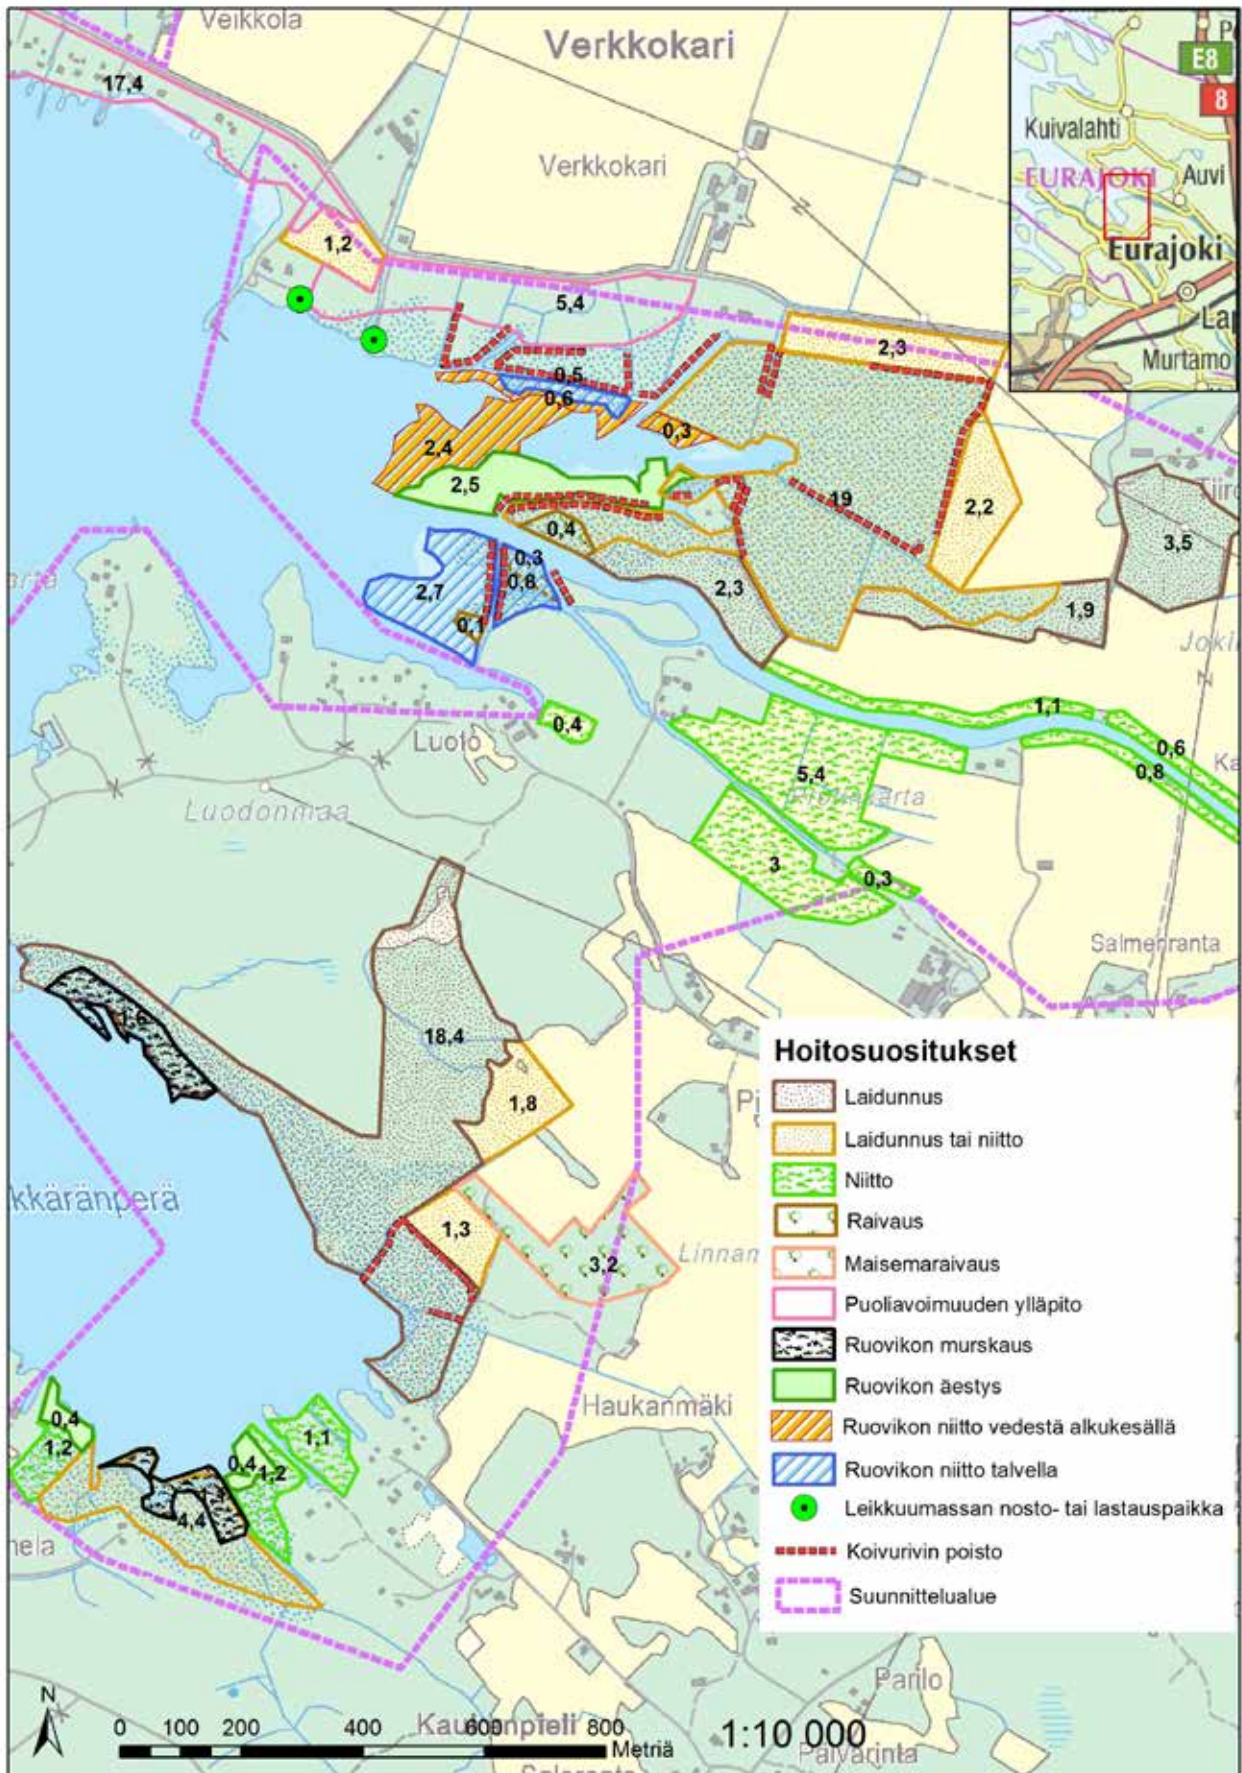 Veikkola
Verkkokari
17,4
Verkkokari
E8
8
Kuivalahti
EURAJOKI
Auvi
Eurajoki
Murtamo
1,2
5,4
2,3
0,5
0,6
0,3
2,4
2,5
19
2,2
0,4
3,5
0,3
0,8
2,7
2,3
1,9
0,1
0,4
1,1
0,6
0,8
Luoto
5,4
Luodonmaa
3
0,3
Salmenranta
18,4
1,8
kkäränperä
1,3
3,2
Haukanmäki
0,4
1,2
1,1
0,4
1,2
4,4
Hoitosuositukset
Laidunnus
Laidunnus tai niitto
Niitto
Raivaus
Maisemaraivaus
Puoliavoimuuden ylläpito
Ruovikon murskaus
Ruovikon äestys
Ruovikon niitto vedestä alkukesällä
Ruovikon niitto talvella
Leikkuumassan nosto- tai lastauspaikka
Koivurivin poisto
Suunnittelualue
Parilo
N
0 100 200 400 600 800
Metriä
1:10 000
Päivärinta